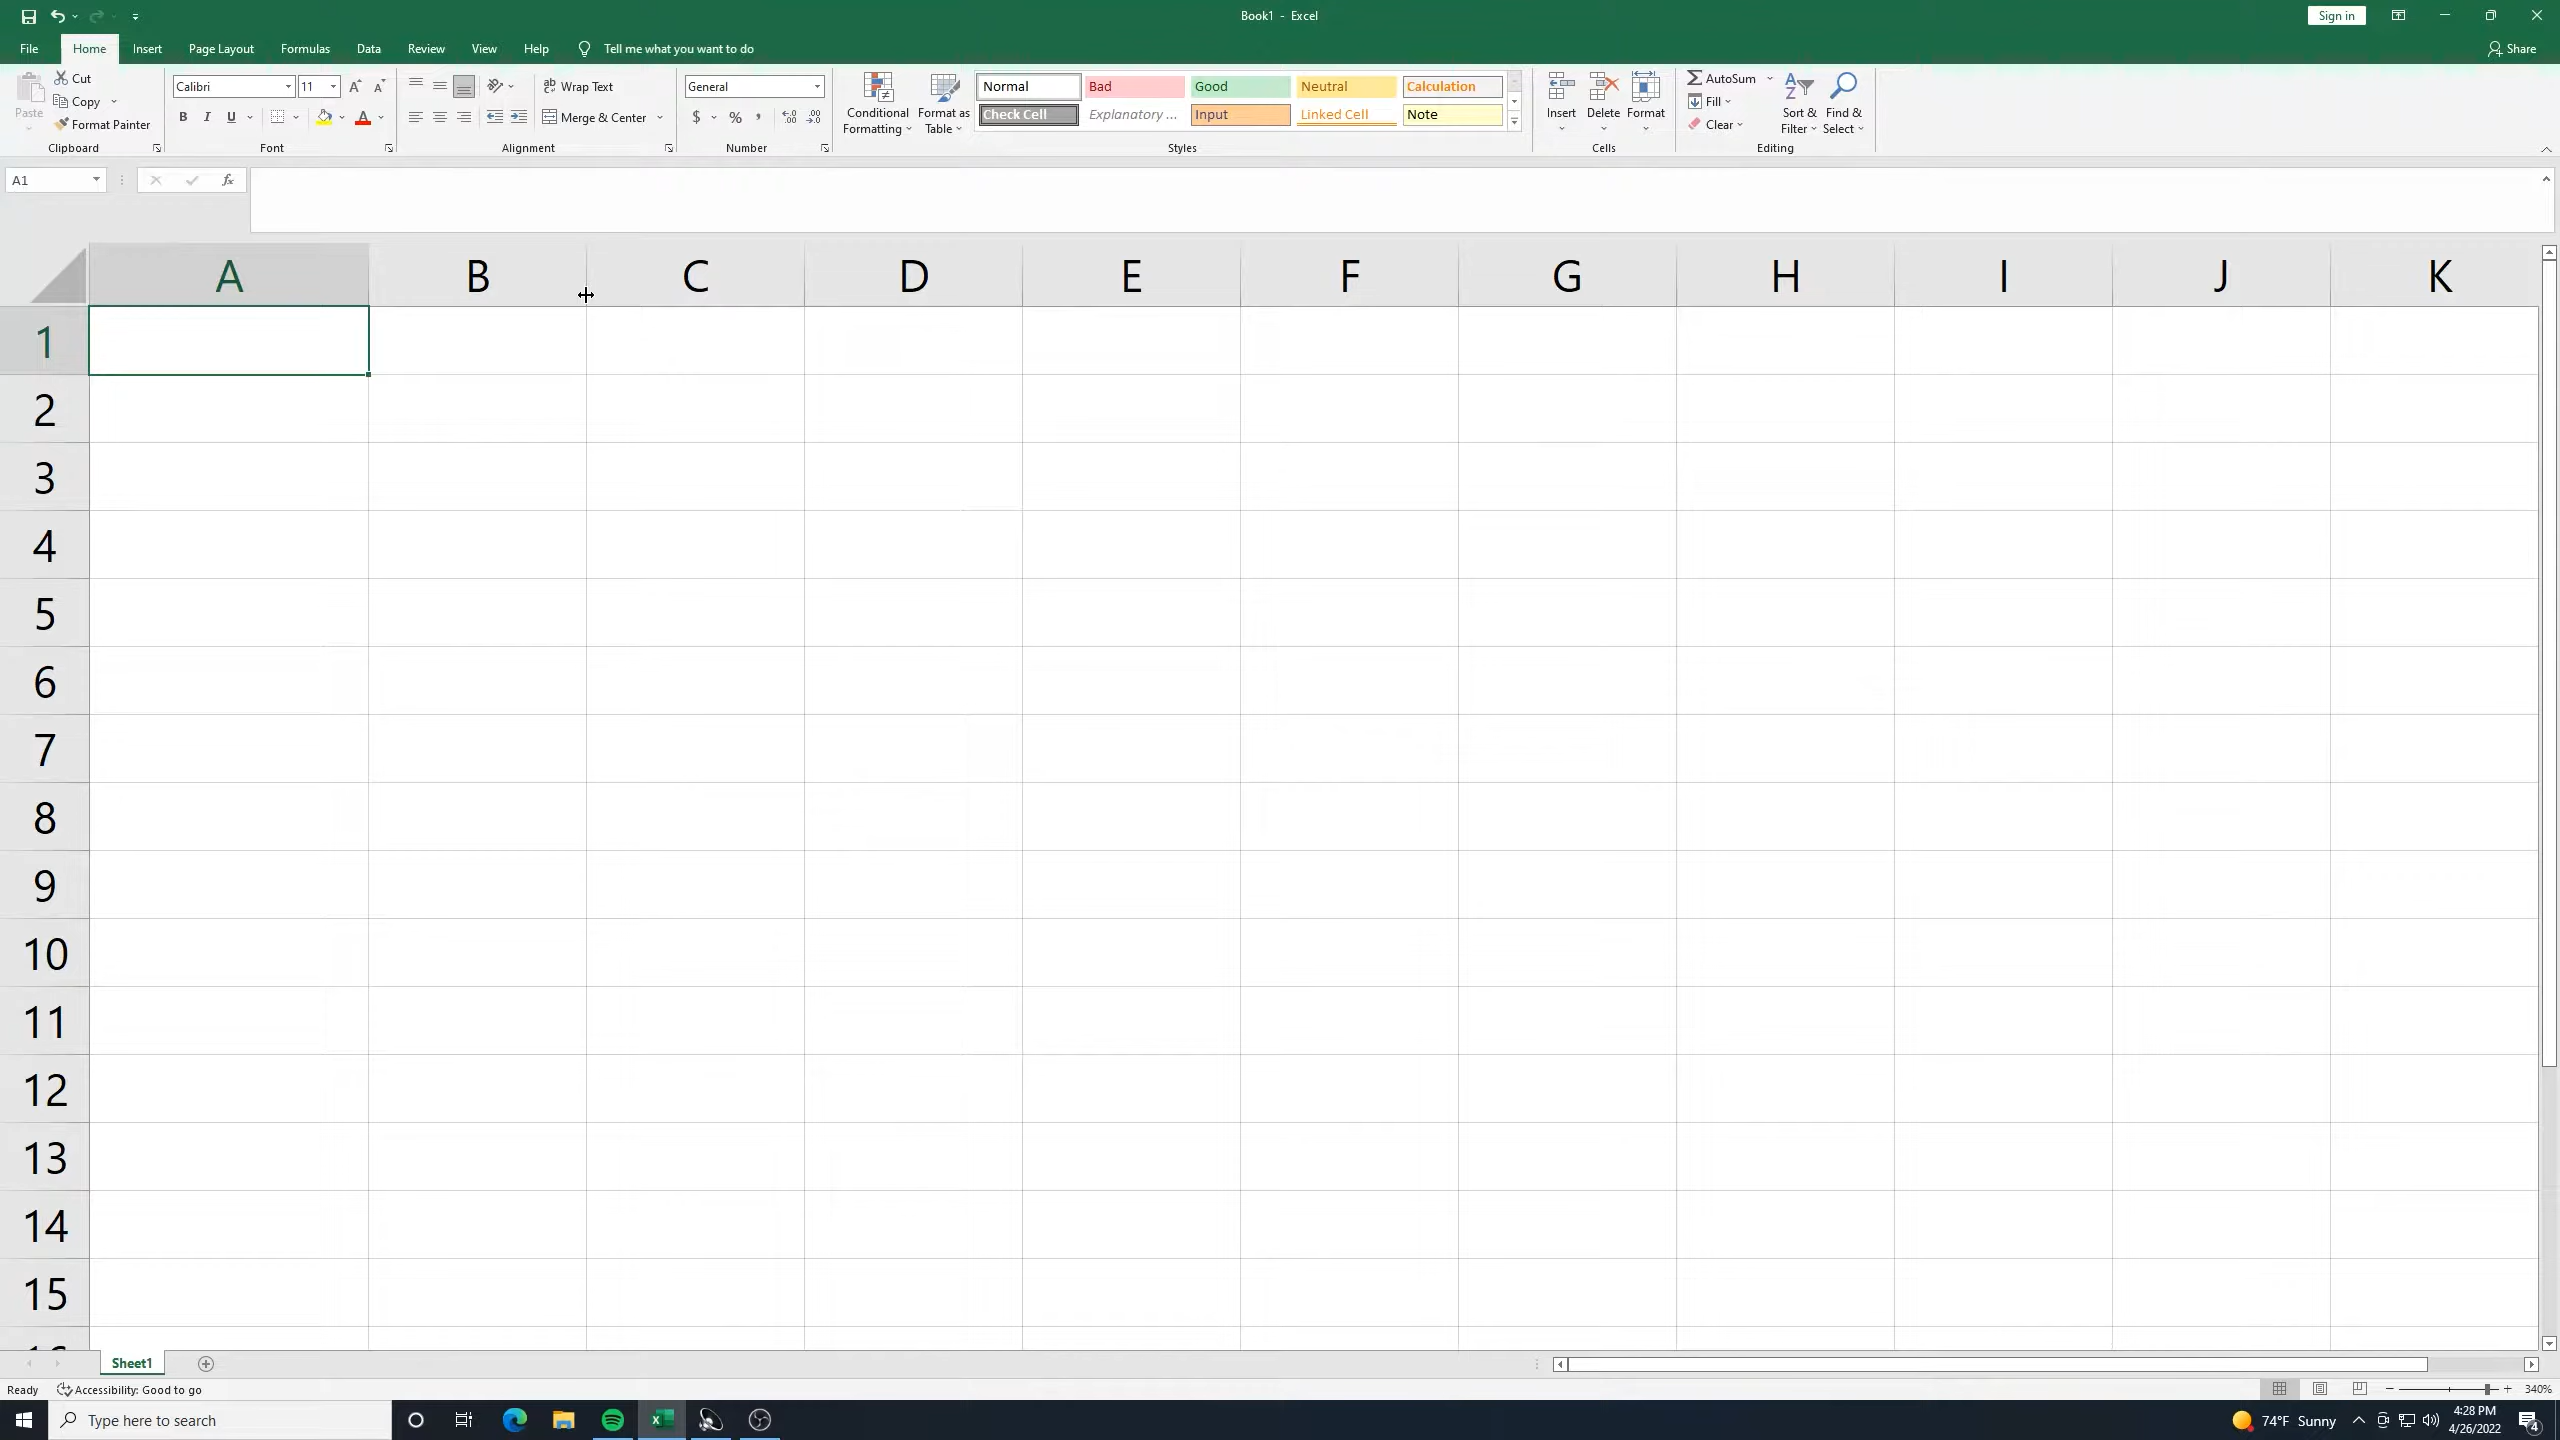 Book1 - Excel
Sign in
File Home Insert Page Layout Formulas Data Review View Help Tell me what you want to do
Share
Paste
Cut
Copy
Format Painter
Clipboard
Calibri 11
B I U
Font
Wrap Text
Merge & Center
Alignment
General
$ % ,
Number
Conditional Formatting
Format as Table
Normal Bad Good Neutral Calculation
Check Cell Explanatory ... Input Linked Cell Note
Styles
Insert Delete Format
Cells
AutoSum
Fill
Clear
Sort & Filter
Find & Select
Editing
A1
fx
A B C D E F G H I J K
1
2
3
4
5
6
7
8
9
10
11
12
13
14
15
16
Sheet1
Ready Accessibility: Good to go
340%
Type here to search
74°F Sunny
4:28 PM
4/26/2022
4